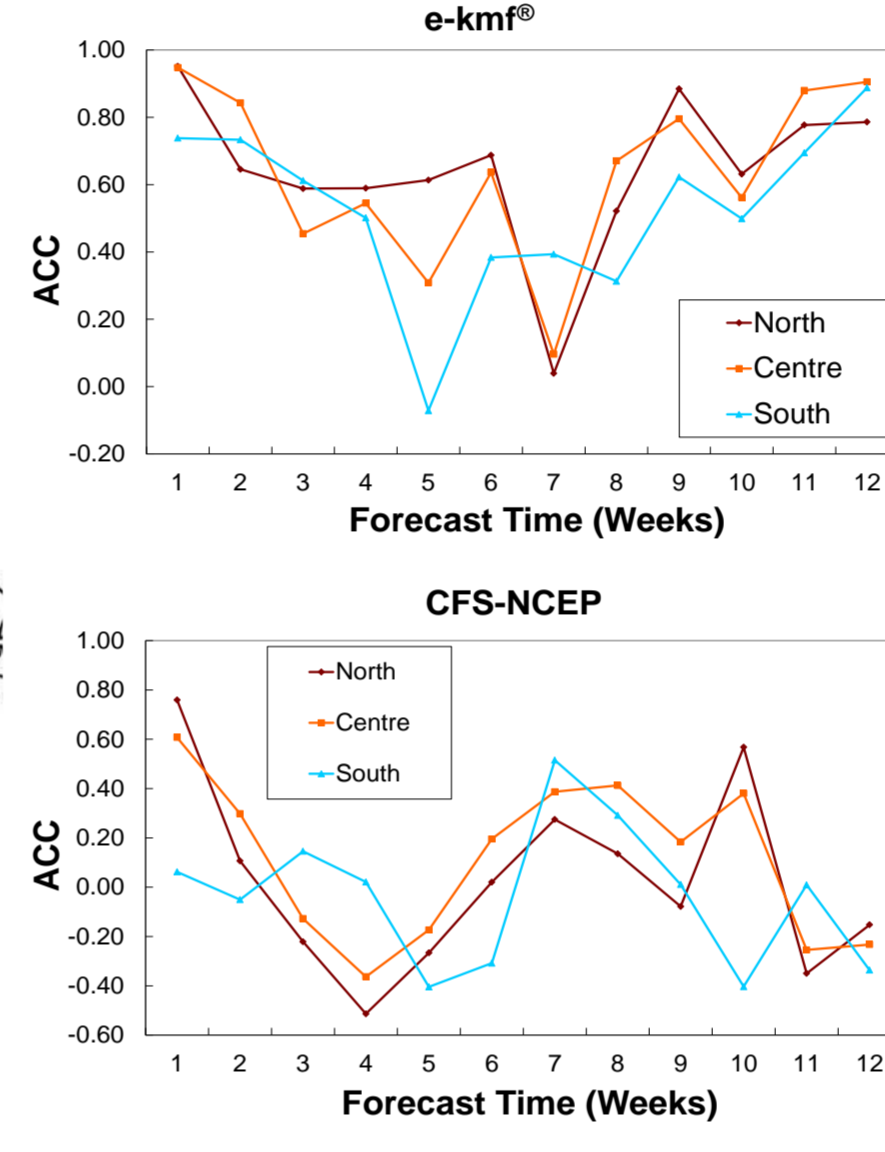 e-kmf®
1.00
0.80
0.60
0.40
0.20
0.00
-0.20
ACC
North
Centre
South
1 2 3 4 5 6 7 8 9 10 11 12
Forecast Time (Weeks)
CFS-NCEP
1.00
0.80
0.60
0.40
0.20
0.00
-0.20
-0.40
-0.60
ACC
North
Centre
South
1 2 3 4 5 6 7 8 9 10 11 12
Forecast Time (Weeks)